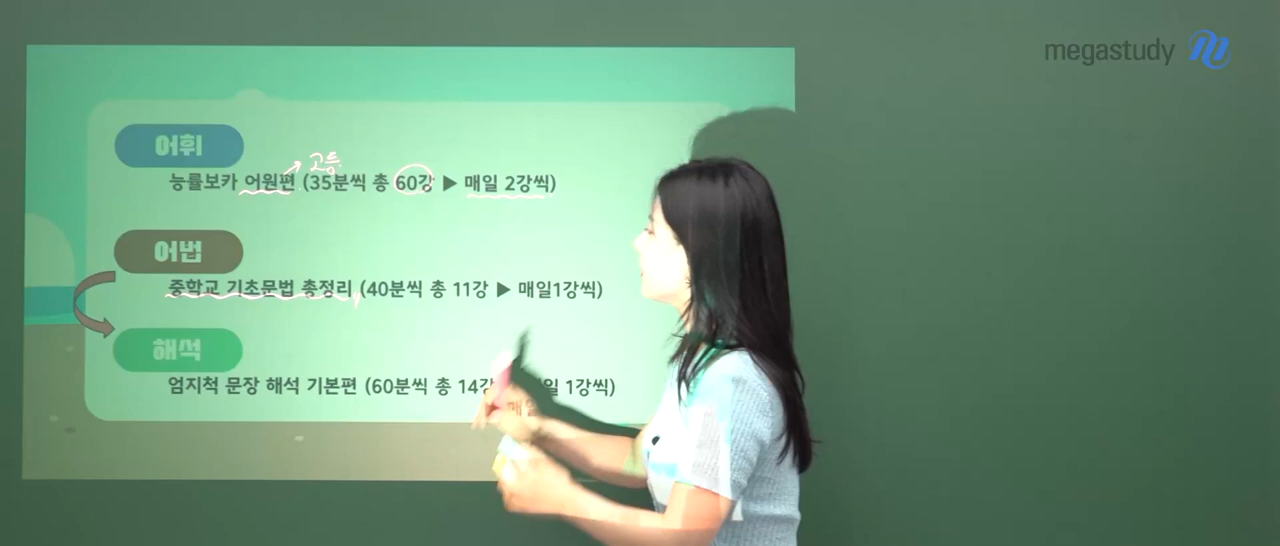 megastudy
어휘
고등
능률보카 어원편 (35분씩 총 60강 ▶ 매일 2강씩)
어법
중학교 기초문법 총정리 (40분씩 총 11강 ▶ 매일1강씩)
해석
엄지척 문장 해석 기본편 (60분씩 총 14강 일 1강씩)